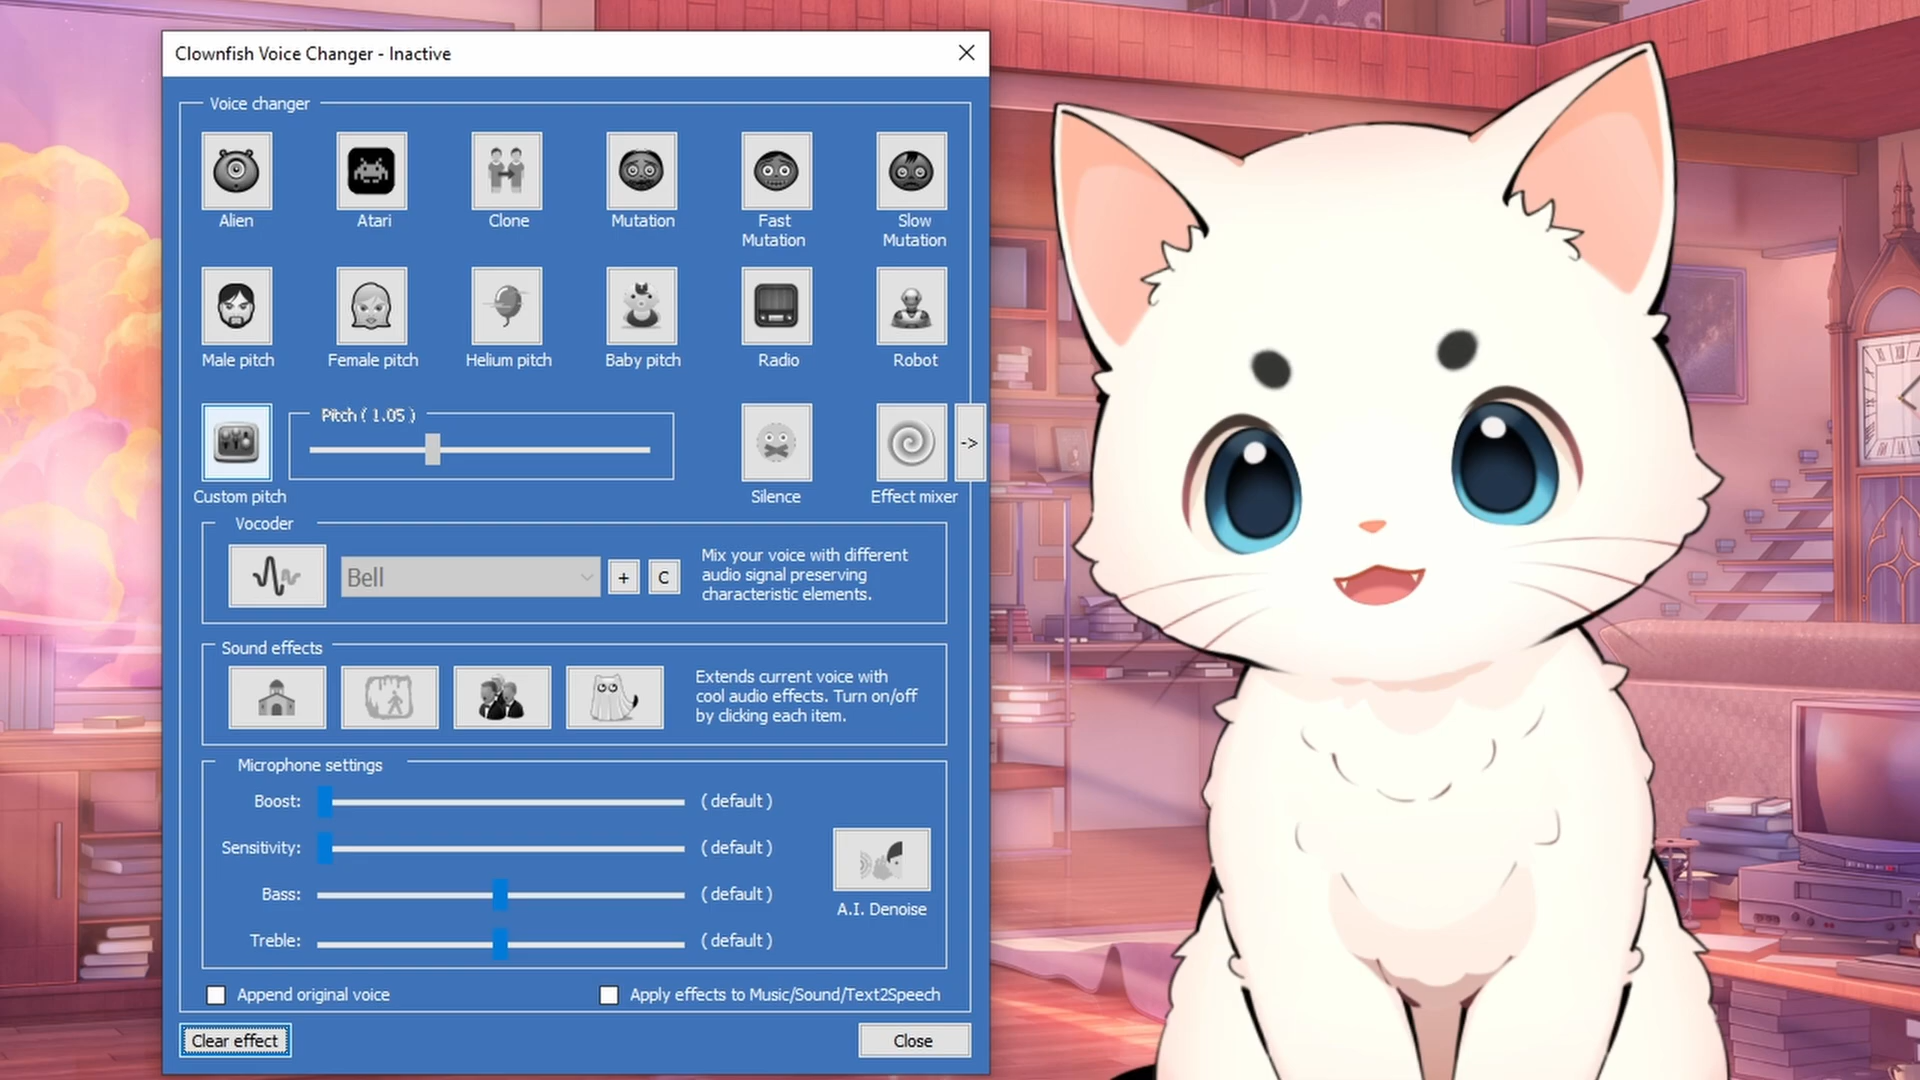 Clownfish Voice Changer - Inactive
Voice changer
Alien
Atari
Clone
Mutation
Fast
Mutation
Slow
Mutation
Male pitch
Female pitch
Helium pitch
Baby pitch
Radio
Robot
Pitch ( 1.05 )
->
Custom pitch
Silence
Effect mixer
Vocoder
Bell
+
C
Mix your voice with different
audio signal preserving
characteristic elements.
Sound effects
Extends current voice with
cool audio effects. Turn on/off
by clicking each item.
Microphone settings
Boost:
( default )
Sensitivity:
( default )
Bass:
( default )
Treble:
( default )
A.I. Denoise
Append original voice
Apply effects to Music/Sound/Text2Speech
Clear effect
Close